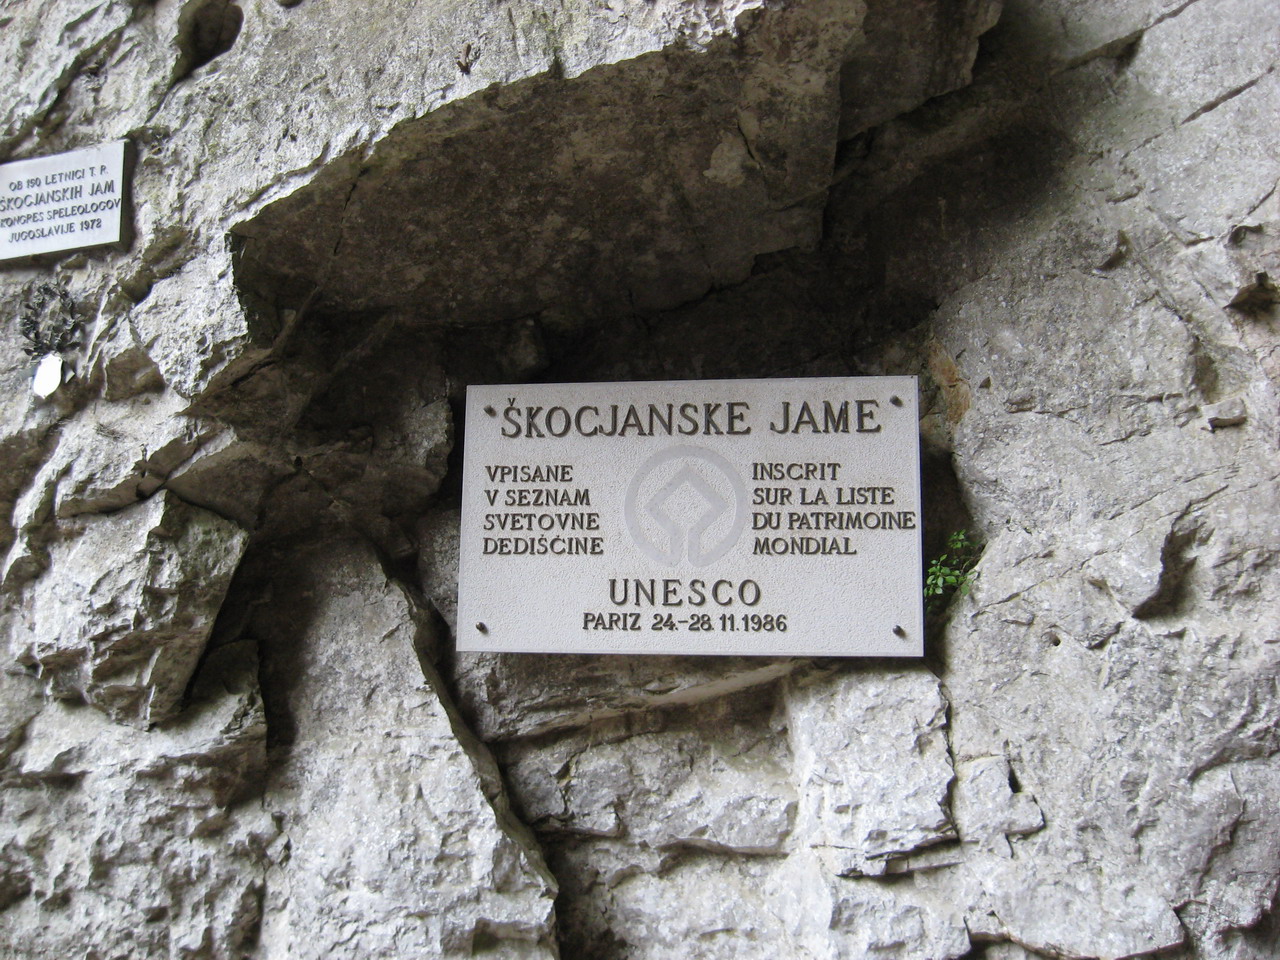 OB 150 LETNICI T. R.
ŠKOCJANSKIH JAM
KONGRES SPELEOLOGOV
JUGOSLAVIJE 1972
ŠKOCJANSKE JAME
VPISANE
V SEZNAM
SVETOVNE
DEDIŠČINE
INSCRIT
SUR LA LISTE
DU PATRIMOINE
MONDIAL
UNESCO
PARIZ 24.-28.11.1986